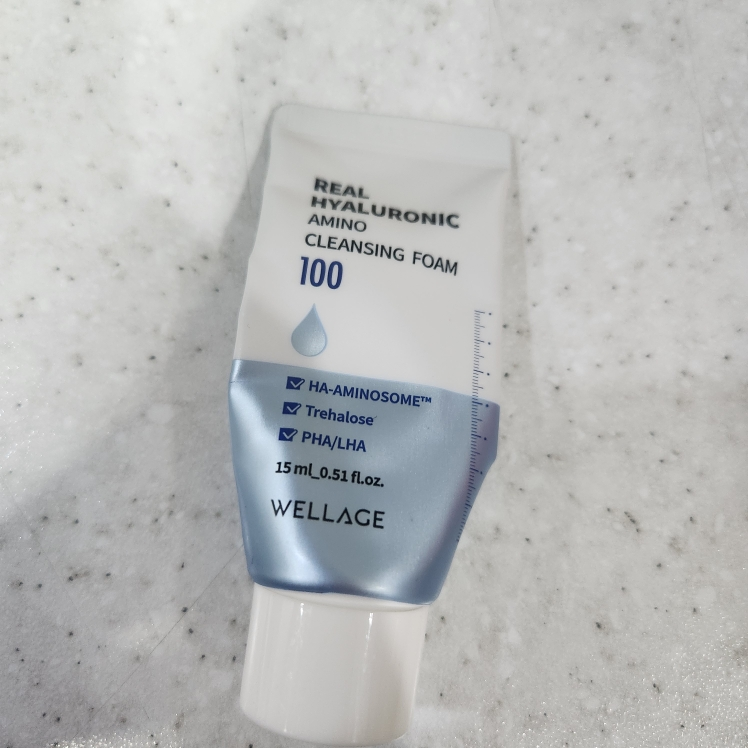 REAL
HYALURONIC
AMINO
CLEANSING FOAM
100
HA-AMINOSOME™
Trehalose
PHA/LHA
15 ml_0.51 fl.oz.
WELLAGE